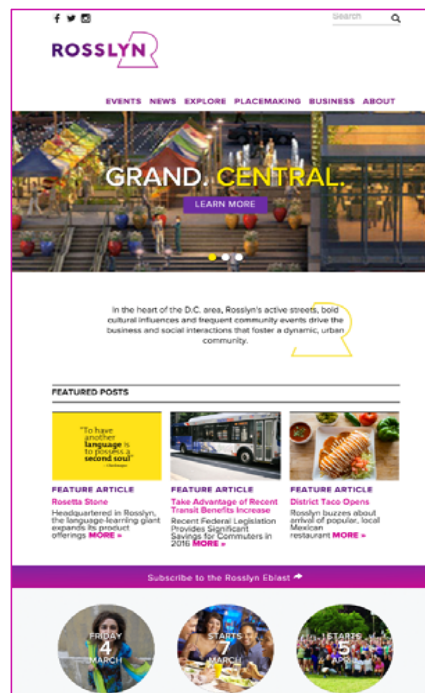 Search
ROSSLYN
EVENTS NEWS EXPLORE PLACEMAKING BUSINESS ABOUT
GRAND. CENTRAL.
LEARN MORE
In the heart of the D.C. area, Rosslyn's active streets, bold
cultural influences and frequent community events drive the
business and social interactions that foster a dynamic, urban
community.
FEATURED POSTS
"To have
another
language is
to possess a
second soul"
FEATURE ARTICLE
Rosetta Stone
Headquartered in Rosslyn,
the language-learning giant
expands its product
offerings MORE »
FEATURE ARTICLE
Take Advantage of Recent
Transit Benefits Increase
Recent Federal Legislation
Provides Significant
Savings for Commuters in
2016 MORE »
FEATURE ARTICLE
District Taco Opens
Rosslyn buzzes about
arrival of popular, local
Mexican
restaurant MORE »
Subscribe to the Rosslyn Eblast
FRIDAY
4
MARCH
STARTS
7
MARCH
STARTS
5
APRIL